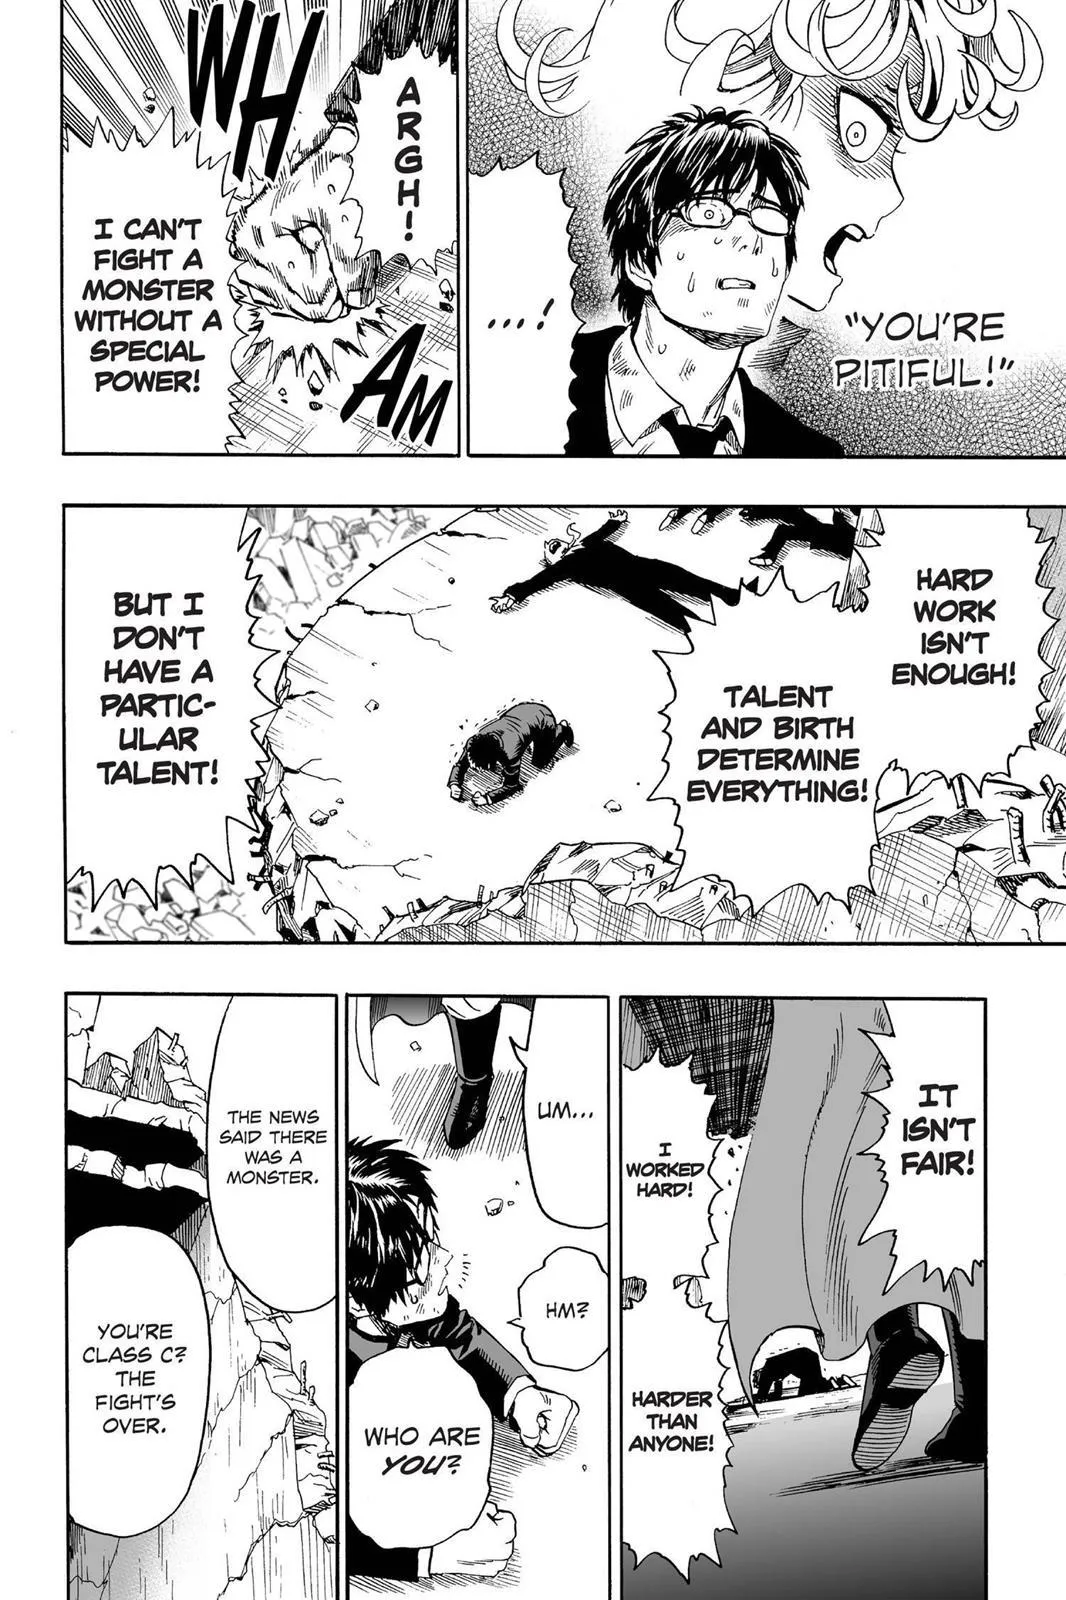 "YOU'RE
PITIFUL!"
...!
ARGH!
WHAM
I CAN'T
FIGHT A
MONSTER
WITHOUT A
SPECIAL
POWER!
HARD
WORK
ISN'T
ENOUGH!
TALENT
AND BIRTH
DETERMINE
EVERYTHING!
BUT I
DON'T
HAVE A
PARTIC-
ULAR
TALENT!
IT
ISN'T
FAIR!
I
WORKED
HARD!
HARDER
THAN
ANYONE!
UM...
HM?
WHO ARE
YOU?
THE NEWS
SAID THERE
WAS A
MONSTER.
YOU'RE
CLASS C?
THE
FIGHT'S
OVER.